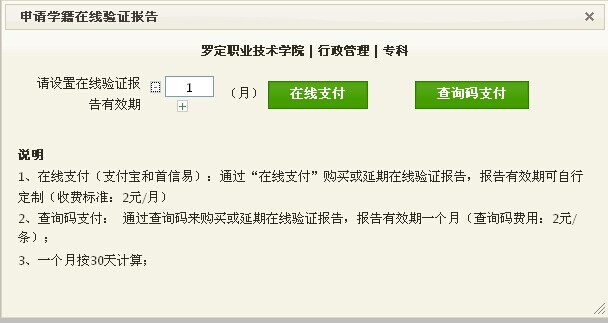 申请学籍在线验证报告
罗定职业技术学院 | 行政管理 | 专科
请设置在线验证报
告有效期
1
（月）
在线支付
查询码支付
说明
1、在线支付（支付宝和首信易）：通过“在线支付”购买或延期在线验证报告，报告有效期可自行
定制（收费标准：2元/月）
2、查询码支付： 通过查询码来购买或延期在线验证报告，报告有效期一个月（查询码费用：2元/
条）；
3、一个月按30天计算；